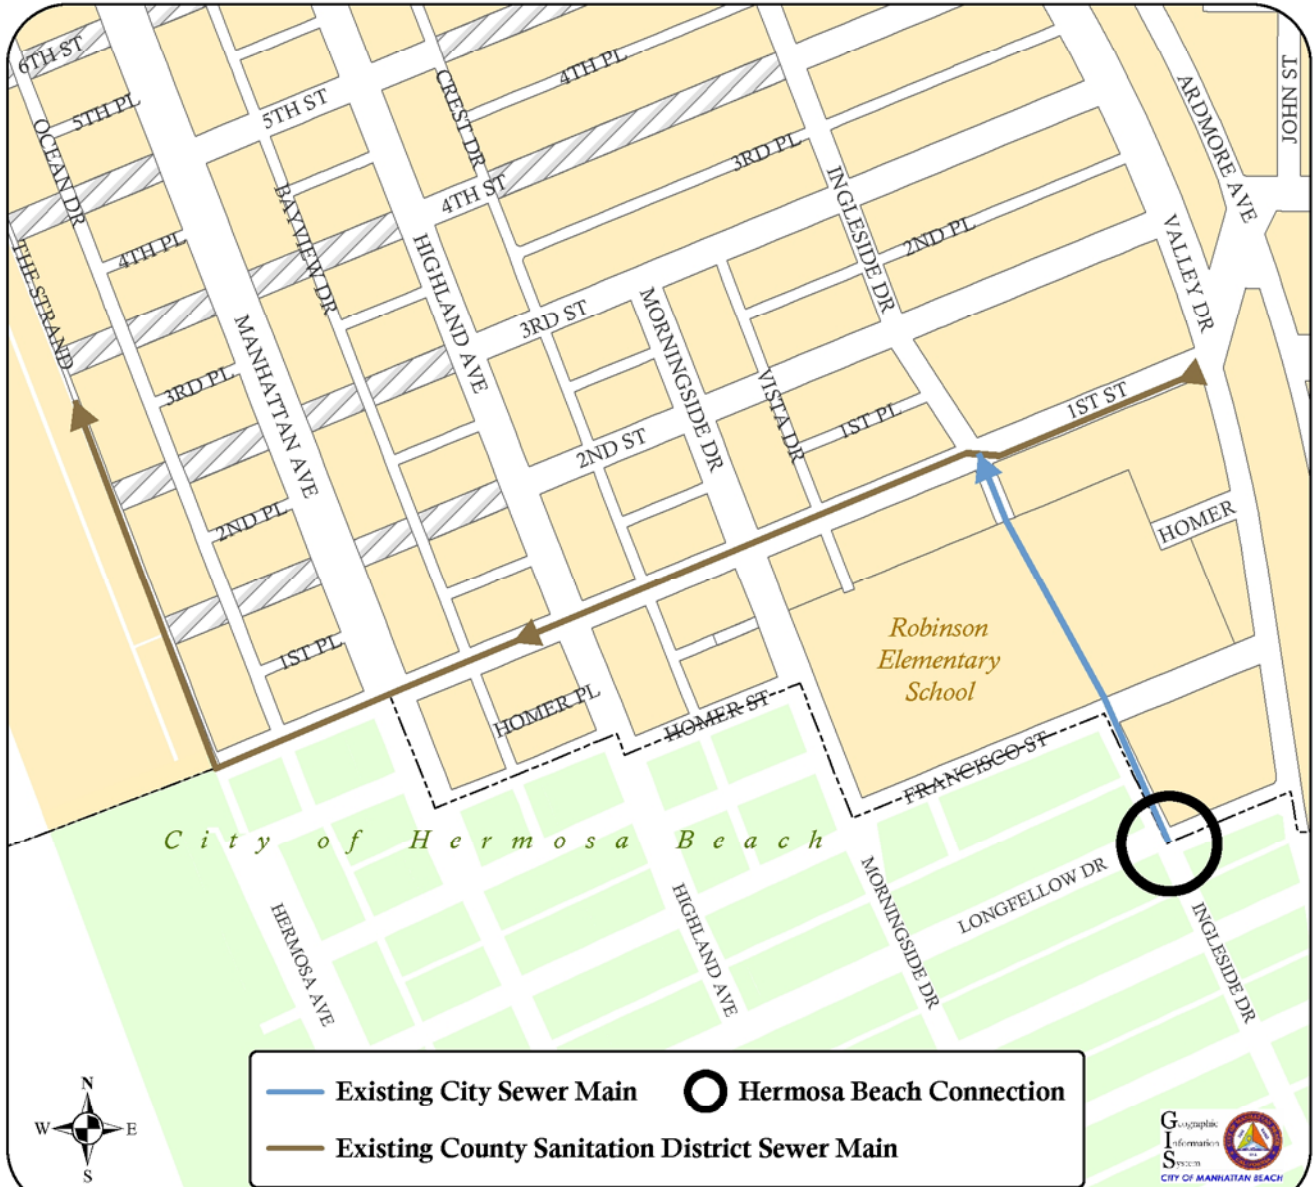 6TH ST
5TH PL
5TH ST
OCEAN DR
CREST DR
4TH PL
ARDMORE AVE
JOHN ST
3RD PL
4TH ST
INGLESIDE DR
BAYVIEW DR
4TH PL
HIGHLAND AVE
2ND PL
VALLEY DR
THE STRAND
MANHATTAN AVE
3RD ST
MORNINGSIDE DR
3RD PL
VISTA DR
1ST PL
1ST ST
2ND ST
2ND PL
HOMER
1ST PL
Robinson
Elementary
School
HOMER PL
HOMER ST
FRANCISCO ST
City of Hermosa Beach
HERMOSA AVE
HIGHLAND AVE
MORNINGSIDE DR
LONGFELLOW DR
INGLESIDE DR
N
W E
S
Existing City Sewer Main
Hermosa Beach Connection
Existing County Sanitation District Sewer Main
Geographic
Information
System
CITY OF MANHATTAN BEACH